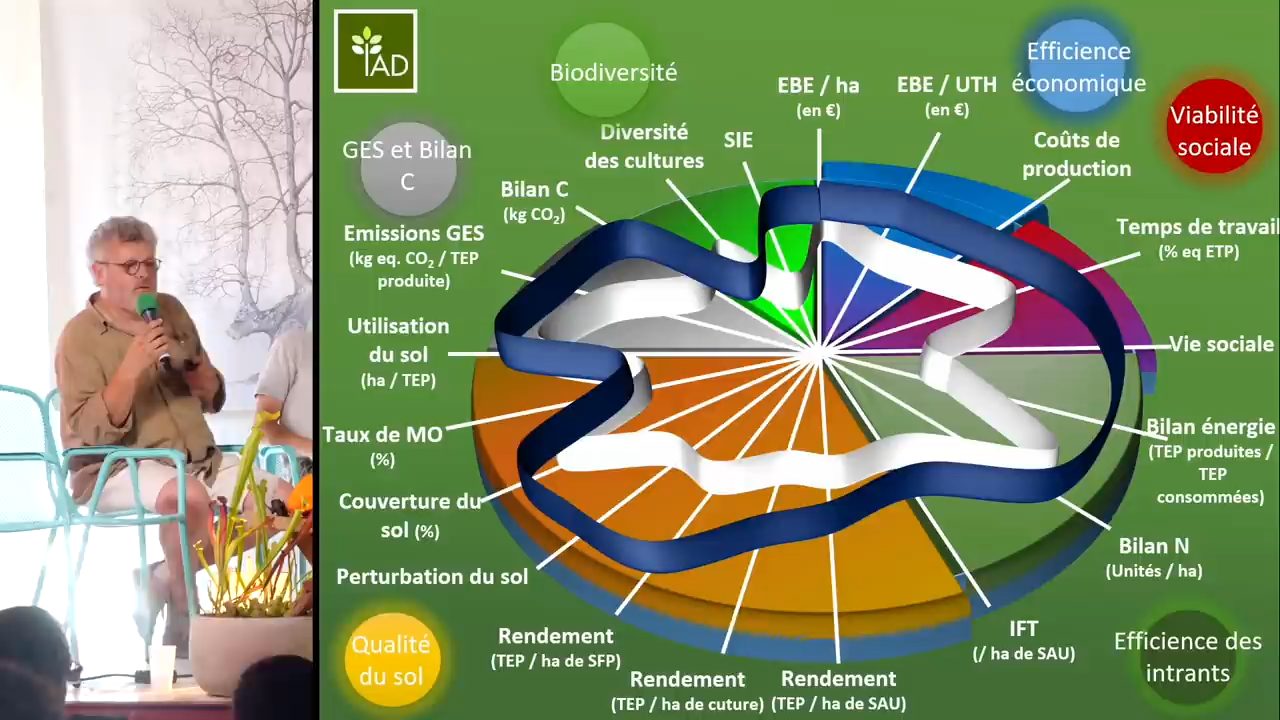 AD
Biodiversité
Efficience
économique
Viabilité
sociale
GES et Bilan
C
EBE / ha
(en €)
EBE / UTH
(en €)
Coûts de
production
Temps de travail
(% eq ETP)
Vie sociale
Bilan énergie
(TEP produites /
TEP
consommées)
Bilan N
(Unités / ha)
IFT
(/ ha de SAU)
Rendement
(TEP / ha de SAU)
Rendement
(TEP / ha de cuture)
Rendement
(TEP / ha de SFP)
Perturbation du sol
Couverture du
sol (%)
Taux de MO
(%)
Utilisation
du sol
(ha / TEP)
Emissions GES
(kg eq. CO₂ / TEP
produite)
Bilan C
(kg CO₂)
Diversité
des cultures
SIE
Qualité
du sol
Efficience des
intrants